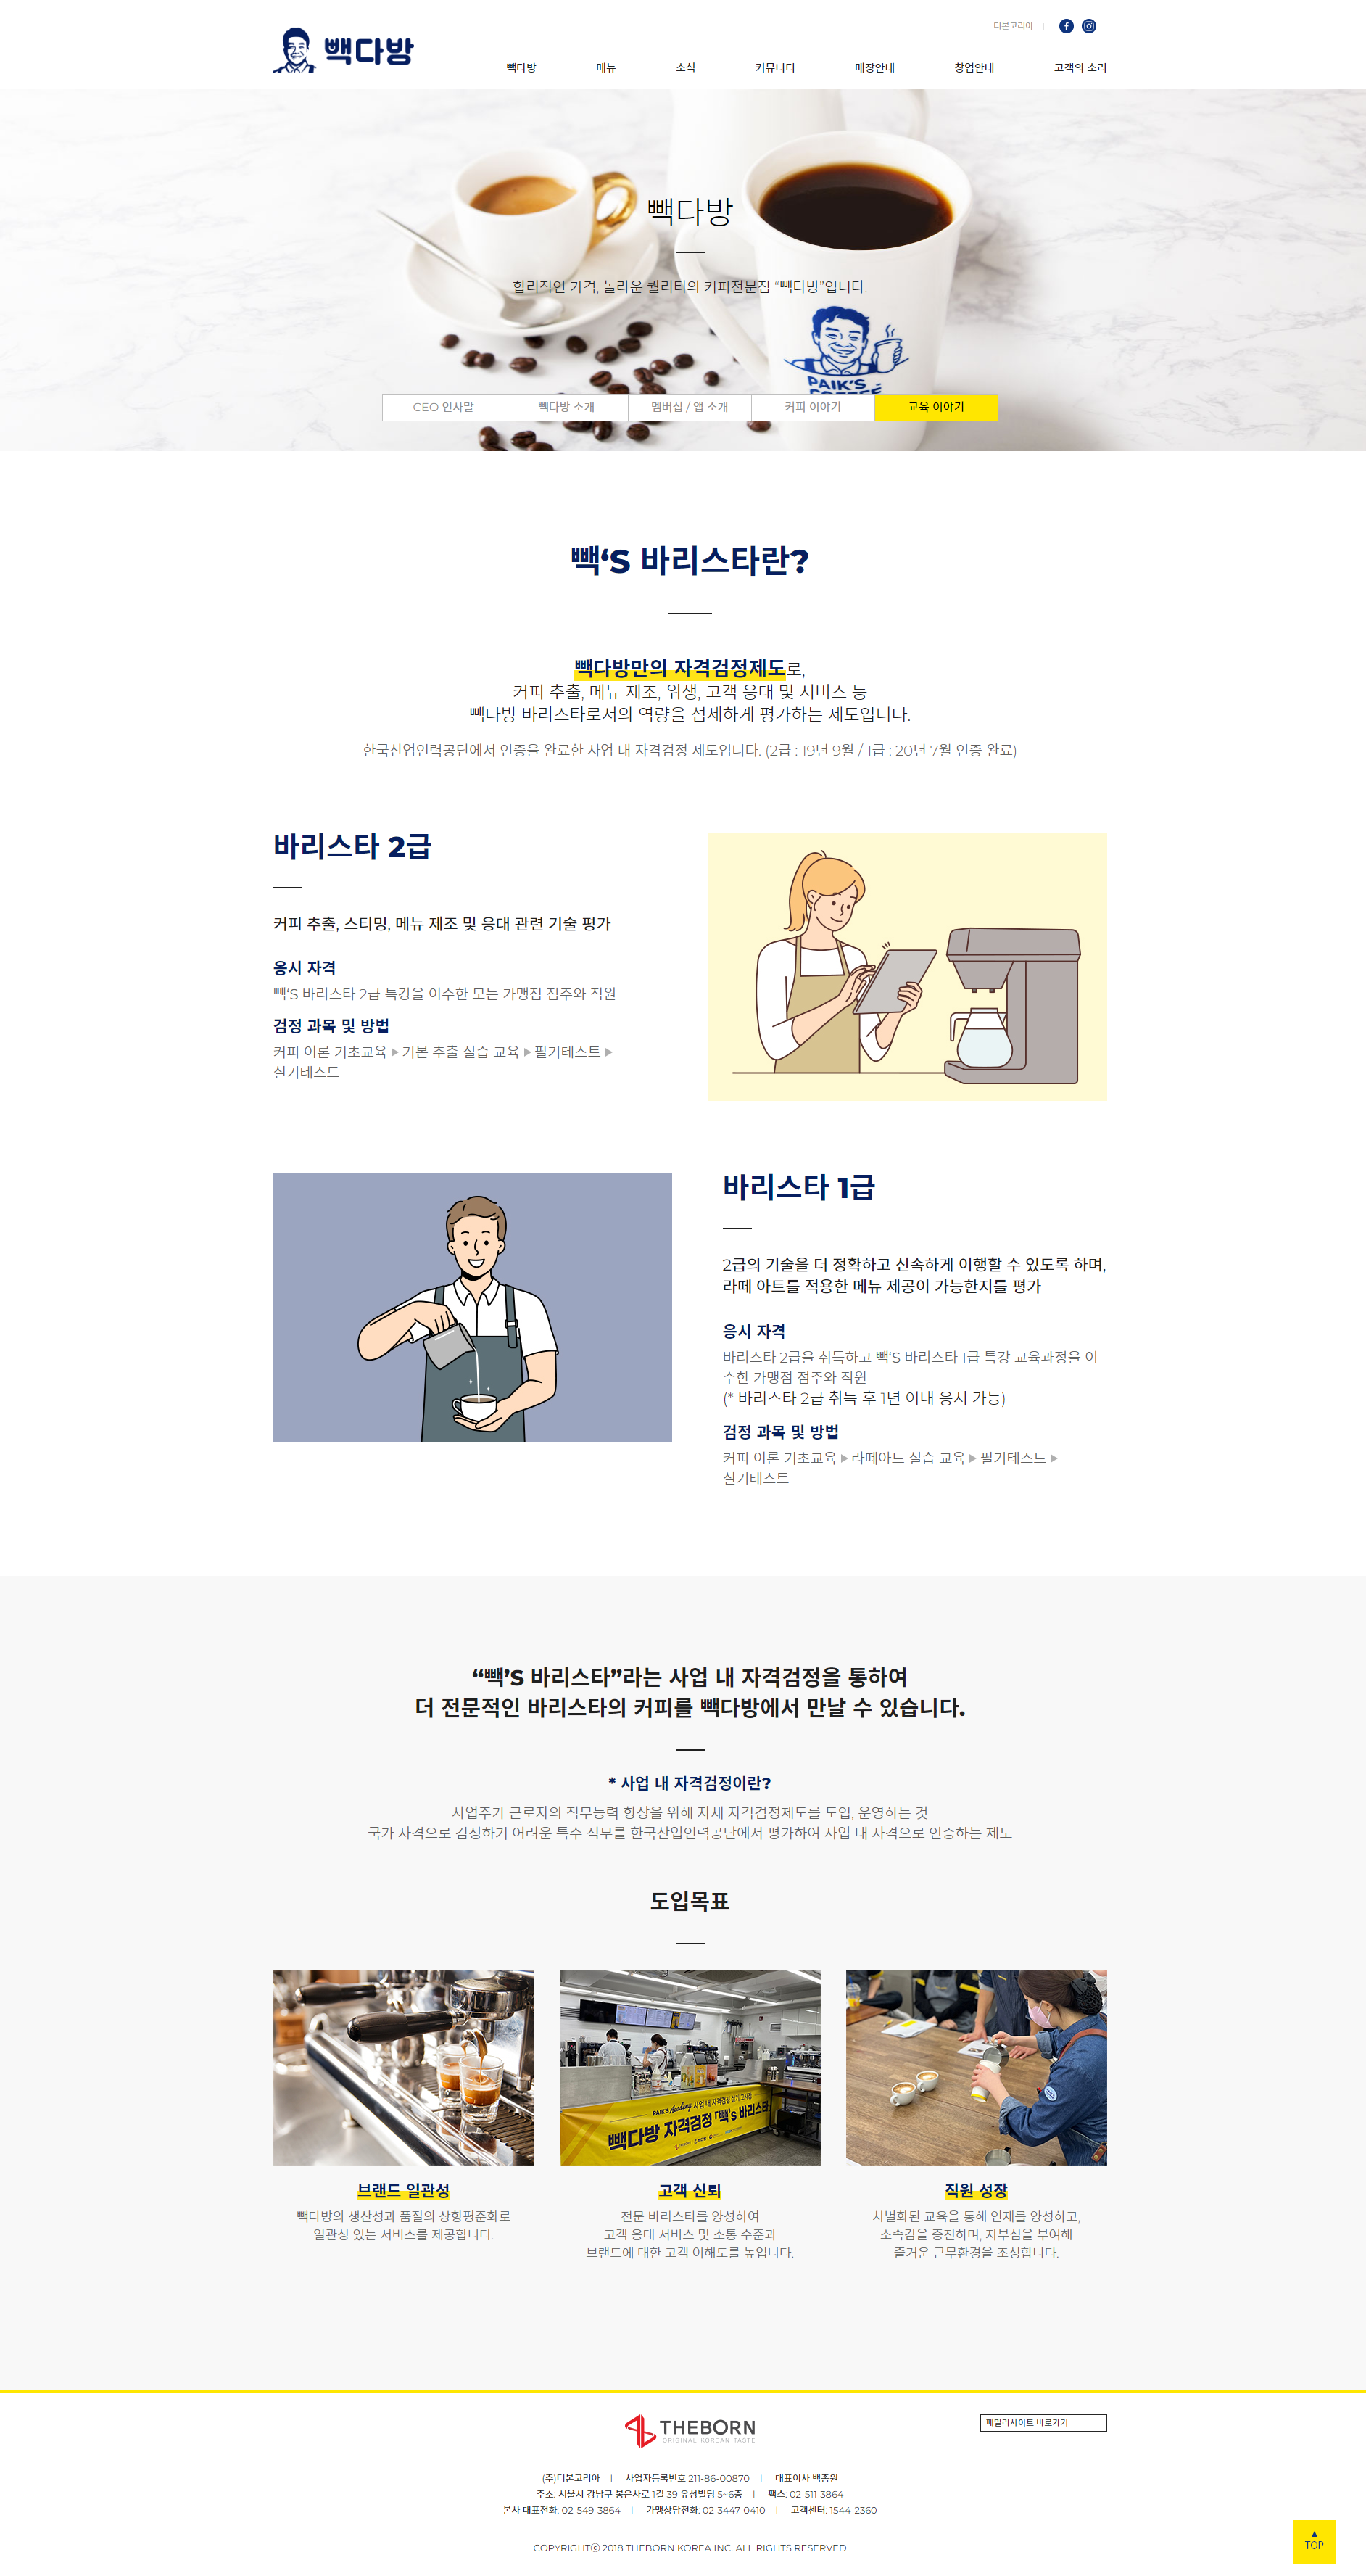 더본코리아
빽다방
빽다방 메뉴 소식 커뮤니티 매장안내 창업안내 고객의 소리
빽다방
합리적인 가격, 놀라운 퀄리티의 커피전문점 “빽다방”입니다.
PAIK'S
COFFEE
CEO 인사말 빽다방 소개 멤버십 / 앱 소개 커피 이야기 교육 이야기
빽‘S 바리스타란?
빽다방만의 자격검정제도로,
커피 추출, 메뉴 제조, 위생, 고객 응대 및 서비스 등
빽다방 바리스타로서의 역량을 섬세하게 평가하는 제도입니다.
한국산업인력공단에서 인증을 완료한 사업 내 자격검정 제도입니다. (2급 : 19년 9월 / 1급 : 20년 7월 인증 완료)
바리스타 2급
커피 추출, 스티밍, 메뉴 제조 및 응대 관련 기술 평가
응시 자격
빽‘S 바리스타 2급 특강을 이수한 모든 가맹점 점주와 직원
검정 과목 및 방법
커피 이론 기초교육 ▶ 기본 추출 실습 교육 ▶ 필기테스트 ▶
실기테스트
바리스타 1급
2급의 기술을 더 정확하고 신속하게 이행할 수 있도록 하며,
라떼 아트를 적용한 메뉴 제공이 가능한지를 평가
응시 자격
바리스타 2급을 취득하고 빽‘S 바리스타 1급 특강 교육과정을 이
수한 가맹점 점주와 직원
(* 바리스타 2급 취득 후 1년 이내 응시 가능)
검정 과목 및 방법
커피 이론 기초교육 ▶ 라떼아트 실습 교육 ▶ 필기테스트 ▶
실기테스트
“빽’S 바리스타”라는 사업 내 자격검정을 통하여
더 전문적인 바리스타의 커피를 빽다방에서 만날 수 있습니다.
* 사업 내 자격검정이란?
사업주가 근로자의 직무능력 향상을 위해 자체 자격검정제도를 도입, 운영하는 것
국가 자격으로 검정하기 어려운 특수 직무를 한국산업인력공단에서 평가하여 사업 내 자격으로 인증하는 제도
도입목표
PAIK'S Academy 사업 내 자격검정 실기 고사장
빽다방 자격검정 「빽's 바리스타」
브랜드 일관성
빽다방의 생산성과 품질의 상향평준화로
일관성 있는 서비스를 제공합니다.
고객 신뢰
전문 바리스타를 양성하여
고객 응대 서비스 및 소통 수준과
브랜드에 대한 고객 이해도를 높입니다.
직원 성장
차별화된 교육을 통해 인재를 양성하고,
소속감을 증진하며, 자부심을 부여해
즐거운 근무환경을 조성합니다.
THEBORN
ORIGINAL KOREAN TASTE
패밀리사이트 바로가기
(주)더본코리아 | 사업자등록번호 211-86-00870 | 대표이사 백종원
주소: 서울시 강남구 봉은사로 1길 39 유성빌딩 5~6층 | 팩스: 02-511-3864
본사 대표전화: 02-549-3864 | 가맹상담전화: 02-3447-0410 | 고객센터: 1544-2360
COPYRIGHTⓒ 2018 THEBORN KOREA INC. ALL RIGHTS RESERVED
▲
TOP